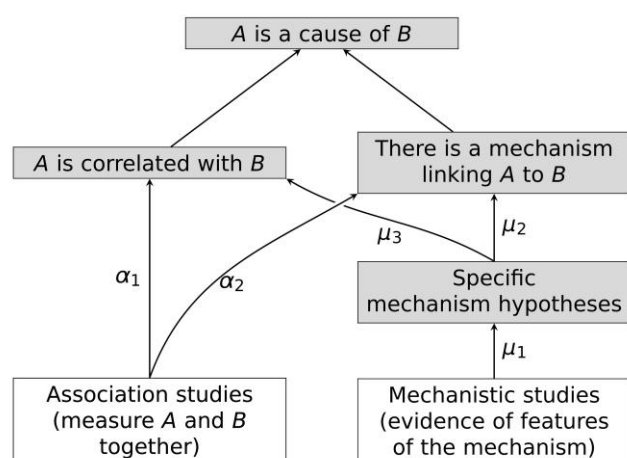 A is a cause of B
A is correlated with B
There is a mechanism
linking A to B
μ3
μ2
α1
α2
Specific
mechanism hypotheses
μ1
Association studies
(measure A and B
together)
Mechanistic studies
(evidence of features
of the mechanism)